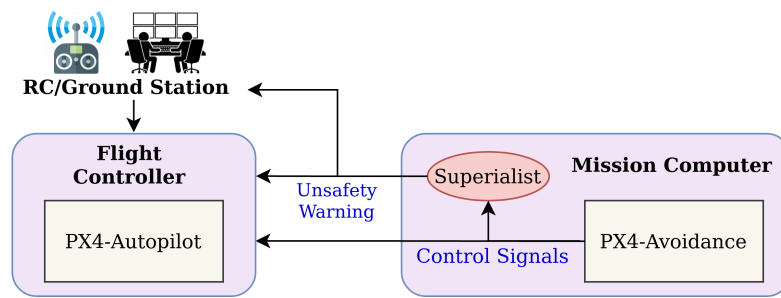 RC/Ground Station
Flight
Controller
PX4-Autopilot
Unsafety
Warning
Control Signals
Superialist
Mission Computer
PX4-Avoidance